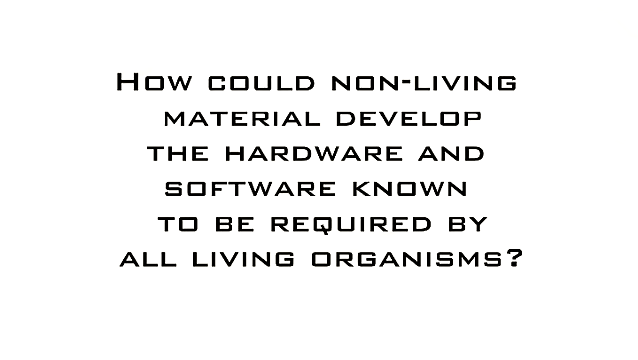 How could non-living
material develop
the hardware and
software known
to be required by
all living organisms?